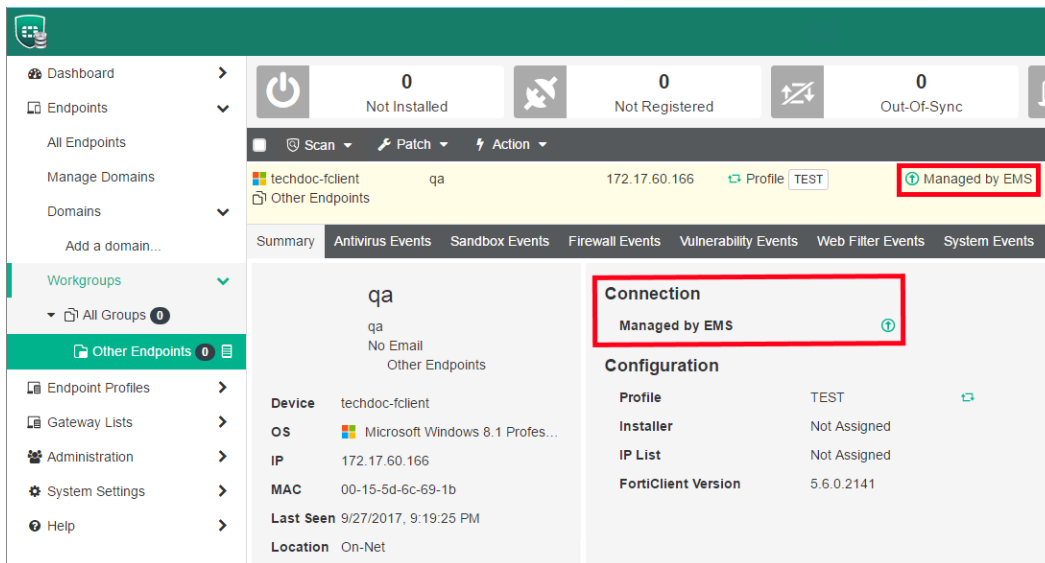 Dashboard
Endpoints
All Endpoints
Manage Domains
Domains
Add a domain...
Workgroups
All Groups 0
Other Endpoints 0
Endpoint Profiles
Gateway Lists
Administration
System Settings
Help
0
Not Installed
0
Not Registered
0
Out-Of-Sync
Scan Patch Action
techdoc-fclient qa 172.17.60.166 Profile TEST Managed by EMS
Other Endpoints
Summary Antivirus Events Sandbox Events Firewall Events Vulnerability Events Web Filter Events System Events
qa
qa
No Email
Other Endpoints
Device techdoc-fclient
OS Microsoft Windows 8.1 Profes...
IP 172.17.60.166
MAC 00-15-5d-6c-69-1b
Last Seen 9/27/2017, 9:19:25 PM
Location On-Net
Connection
Managed by EMS
Configuration
Profile TEST
Installer Not Assigned
IP List Not Assigned
FortiClient Version 5.6.0.2141